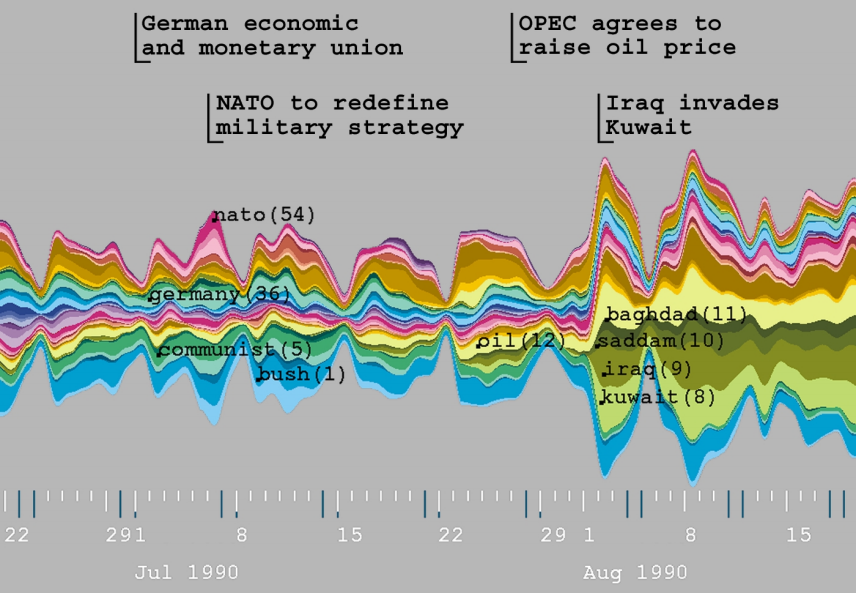 German economic
and monetary union
OPEC agrees to
raise oil price
NATO to redefine
military strategy
Iraq invades
Kuwait
nato(54)
germany(36)
communist(5)
bush(1)
oil(12)
baghdad(11)
saddam(10)
iraq(9)
kuwait(8)
22 29 1 8 15 22 29 1 8 15
Jul 1990 Aug 1990